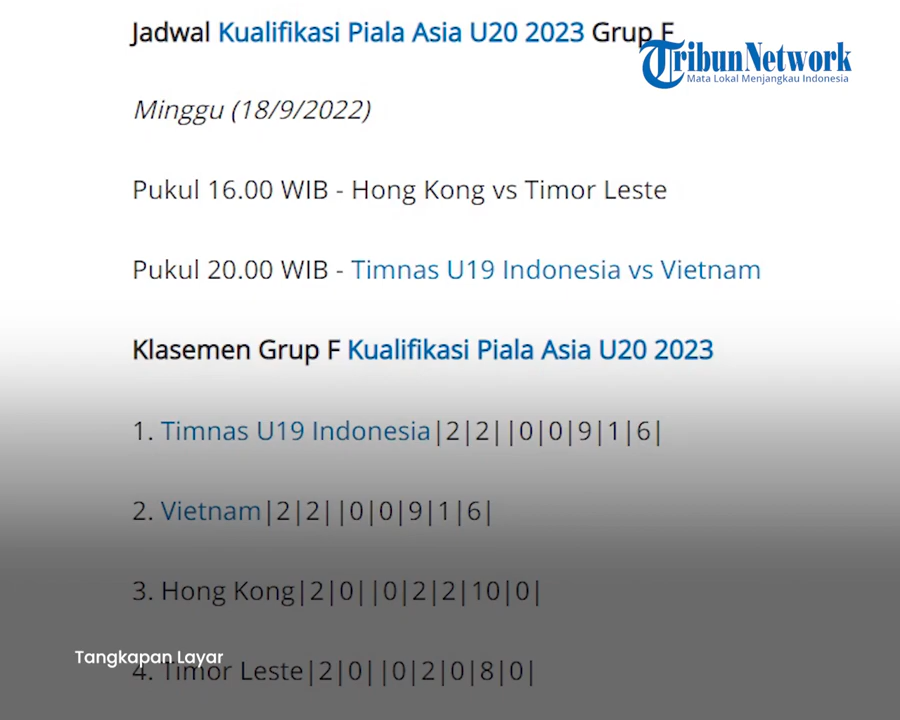 Jadwal Kualifikasi Piala Asia U20 2023 Grup F
TribunNetwork
Mata Lokal Menjangkau Indonesia
Minggu (18/9/2022)
Pukul 16.00 WIB - Hong Kong vs Timor Leste
Pukul 20.00 WIB - Timnas U19 Indonesia vs Vietnam
Klasemen Grup F Kualifikasi Piala Asia U20 2023
1. Timnas U19 Indonesia|2|2||0|0|9|1|6|
2. Vietnam|2|2||0|0|9|1|6|
3. Hong Kong|2|0||0|2|2|10|0|
Tangkapan Layar
4. Timor Leste|2|0||0|2|0|8|0|